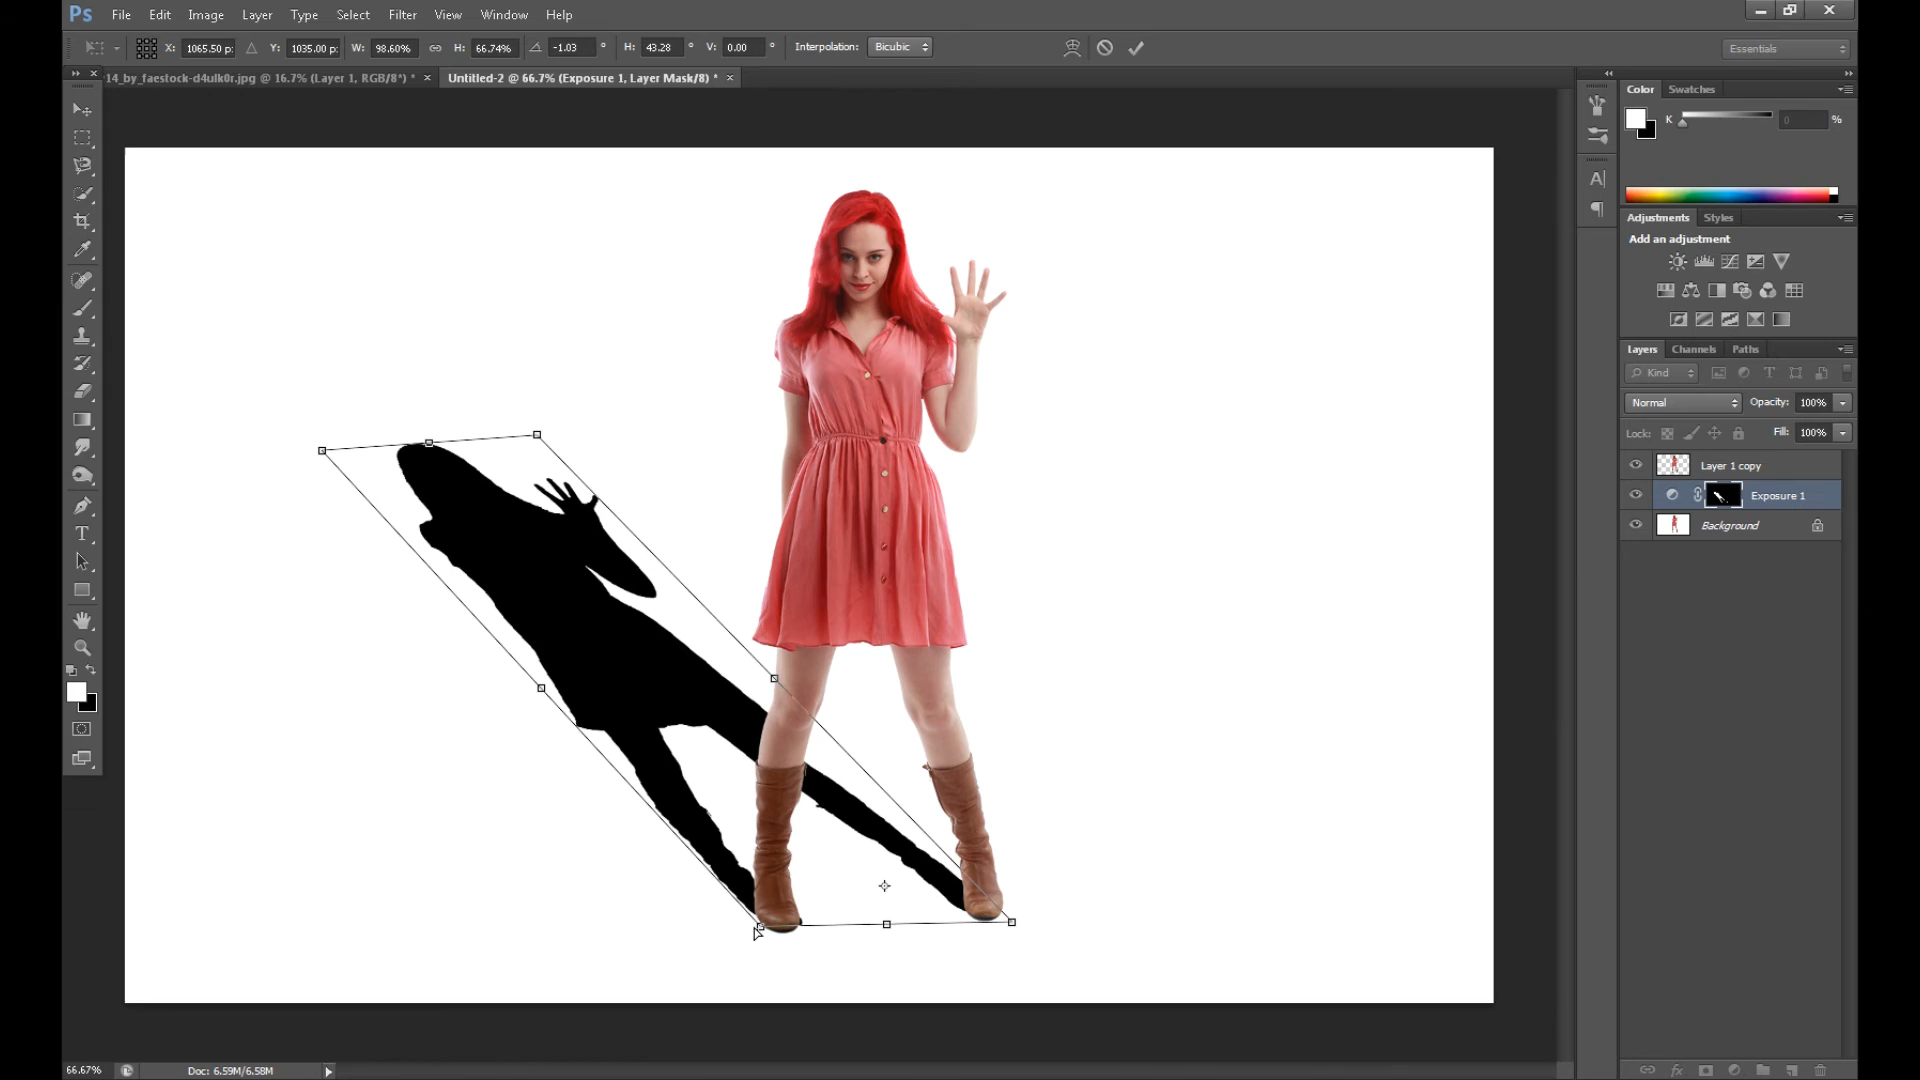 Ps File Edit Image Layer Type Select Filter View Window Help
X: 1065.50 p: Y: 1035.00 p: W: 98.60% H: 66.74% -1.03 ° H: 43.28 ° V: 0.00 ° Interpolation: Bicubic Essentials
14_by_faestock-d4ulk0r.jpg @ 16.7% (Layer 1, RGB/8*) * × Untitled-2 @ 66.7% (Exposure 1, Layer Mask/8) * ×
Color Swatches
K 0 %
Adjustments Styles
Add an adjustment
Layers Channels Paths
Kind
Normal Opacity: 100%
Lock: Fill: 100%
Layer 1 copy
Exposure 1
Background
66.67% Doc: 6.59M/6.58M